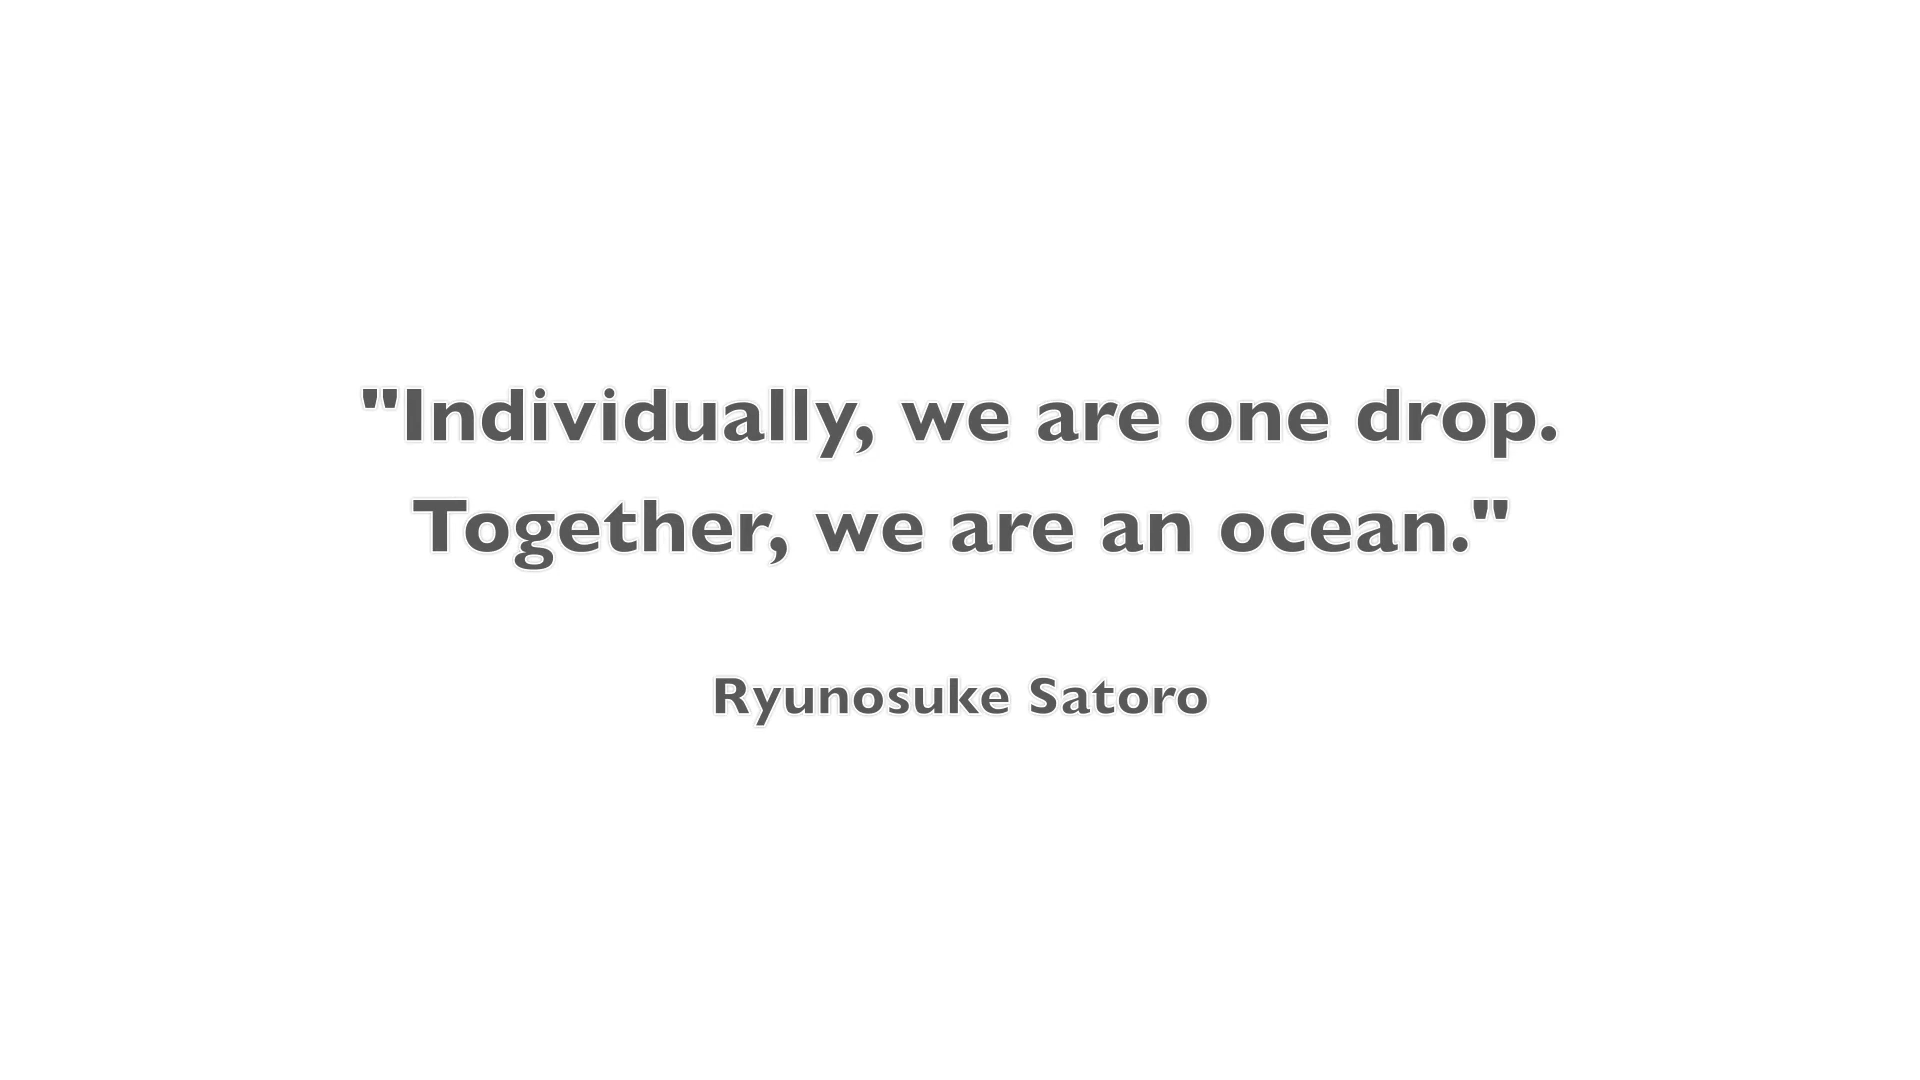 "Individually, we are one drop.
Together, we are an ocean."
Ryunosuke Satoro